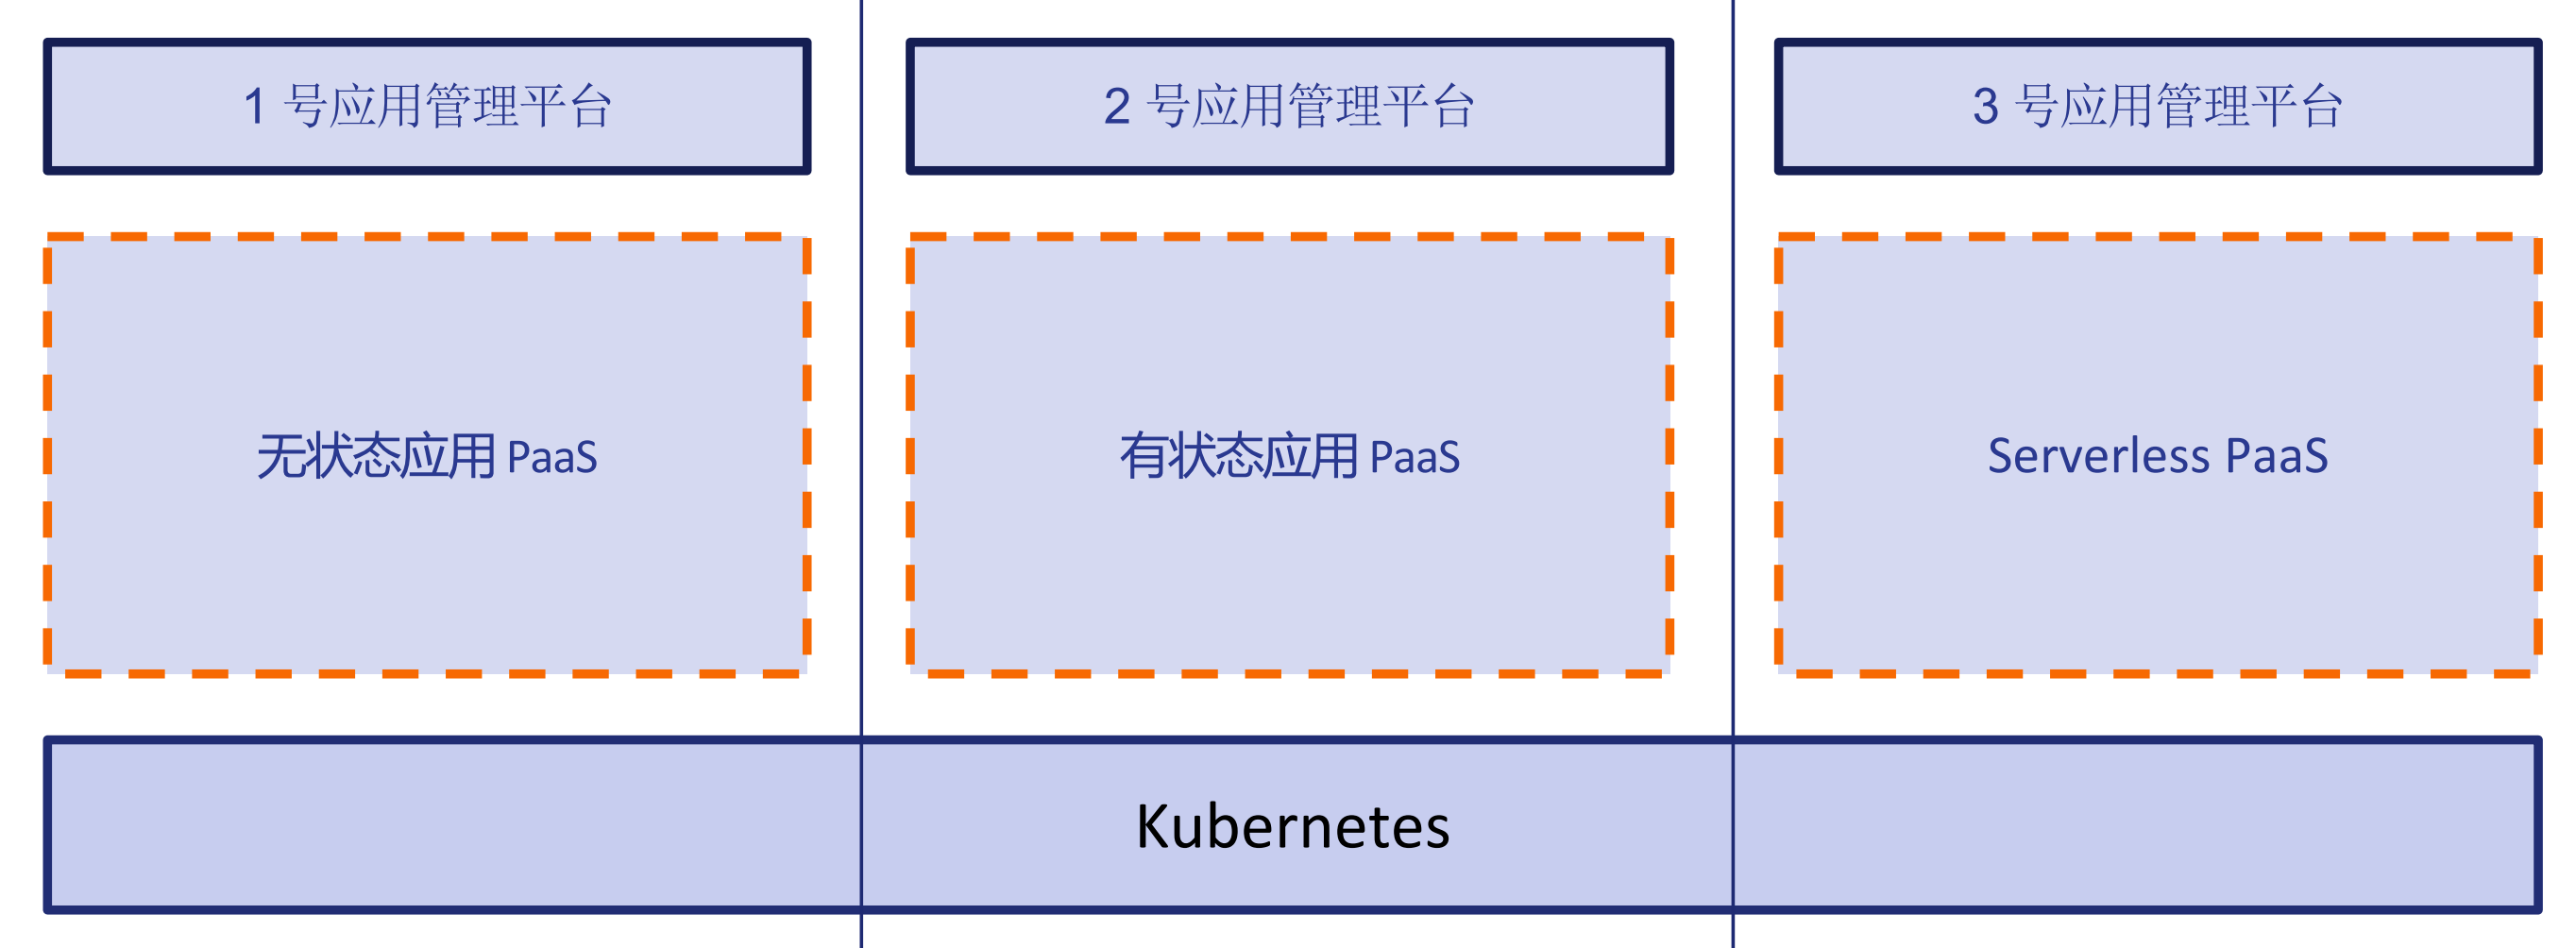 1 号应用管理平台
2 号应用管理平台
3 号应用管理平台
无状态应用 PaaS
有状态应用 PaaS
Serverless PaaS
Kubernetes